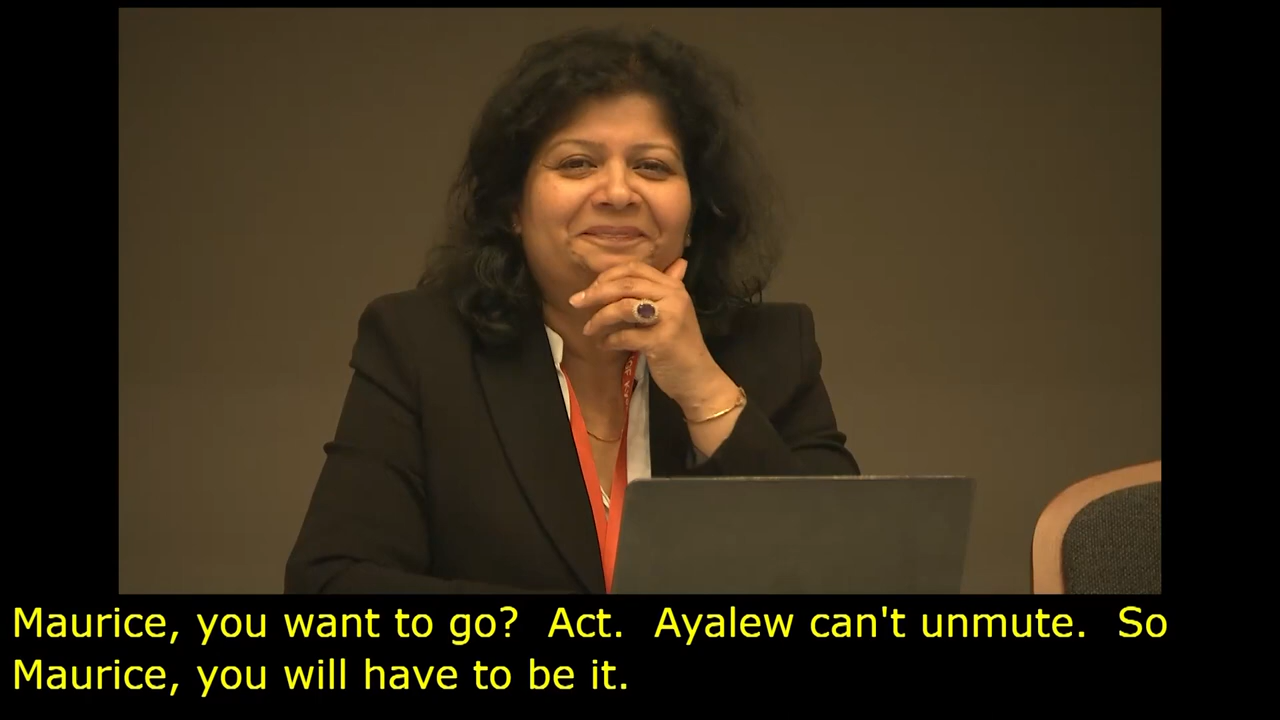 Maurice, you want to go?  Act.  Ayalew can't unmute.  So
Maurice, you will have to be it.